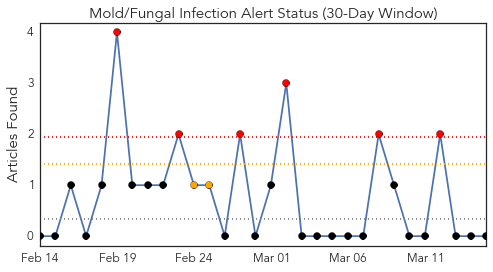 Mold/Fungal Infection Alert Status (30-Day Window)
Articles Found
4
3
2
1
0
Feb 14
Feb 19
Feb 24
Mar 01
Mar 06
Mar 11